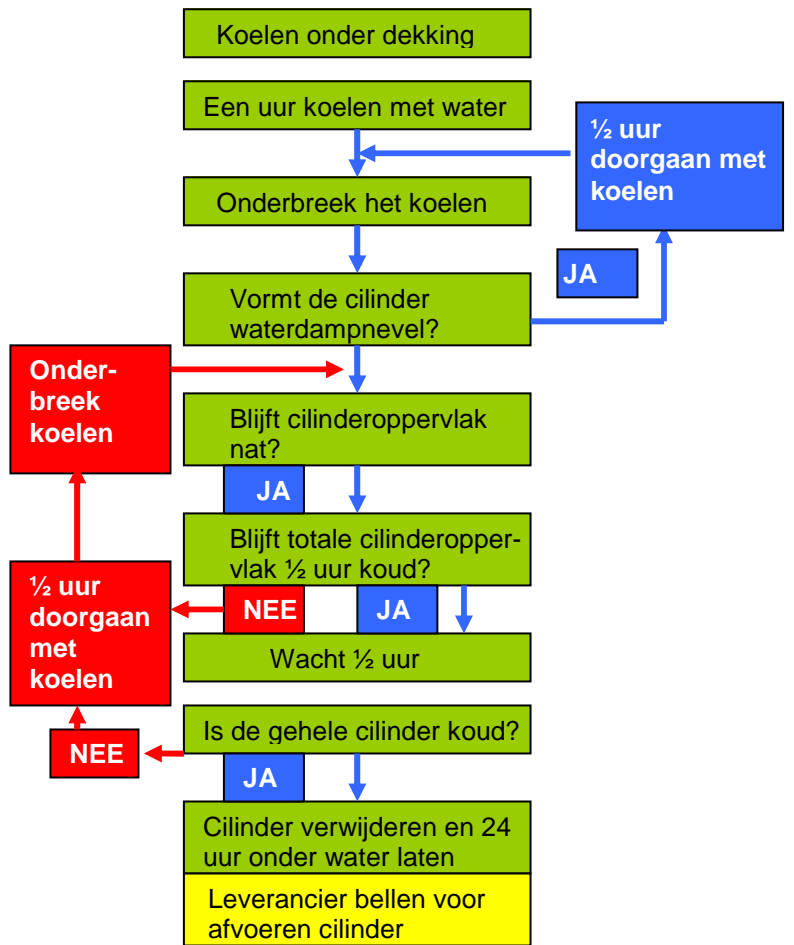 Koelen onder dekking
Een uur koelen met water
½ uur
doorgaan met
koelen
Onderbreek het koelen
JA
Vormt de cilinder
waterdampnevel?
Onder-
breek
koelen
Blijft cilinderoppervlak
nat?
JA
Blijft totale cilinderopper-
vlak ½ uur koud?
½ uur
doorgaan
met
koelen
NEE
JA
Wacht ½ uur
Is de gehele cilinder koud?
NEE
JA
Cilinder verwijderen en 24
uur onder water laten
Leverancier bellen voor
afvoeren cilinder